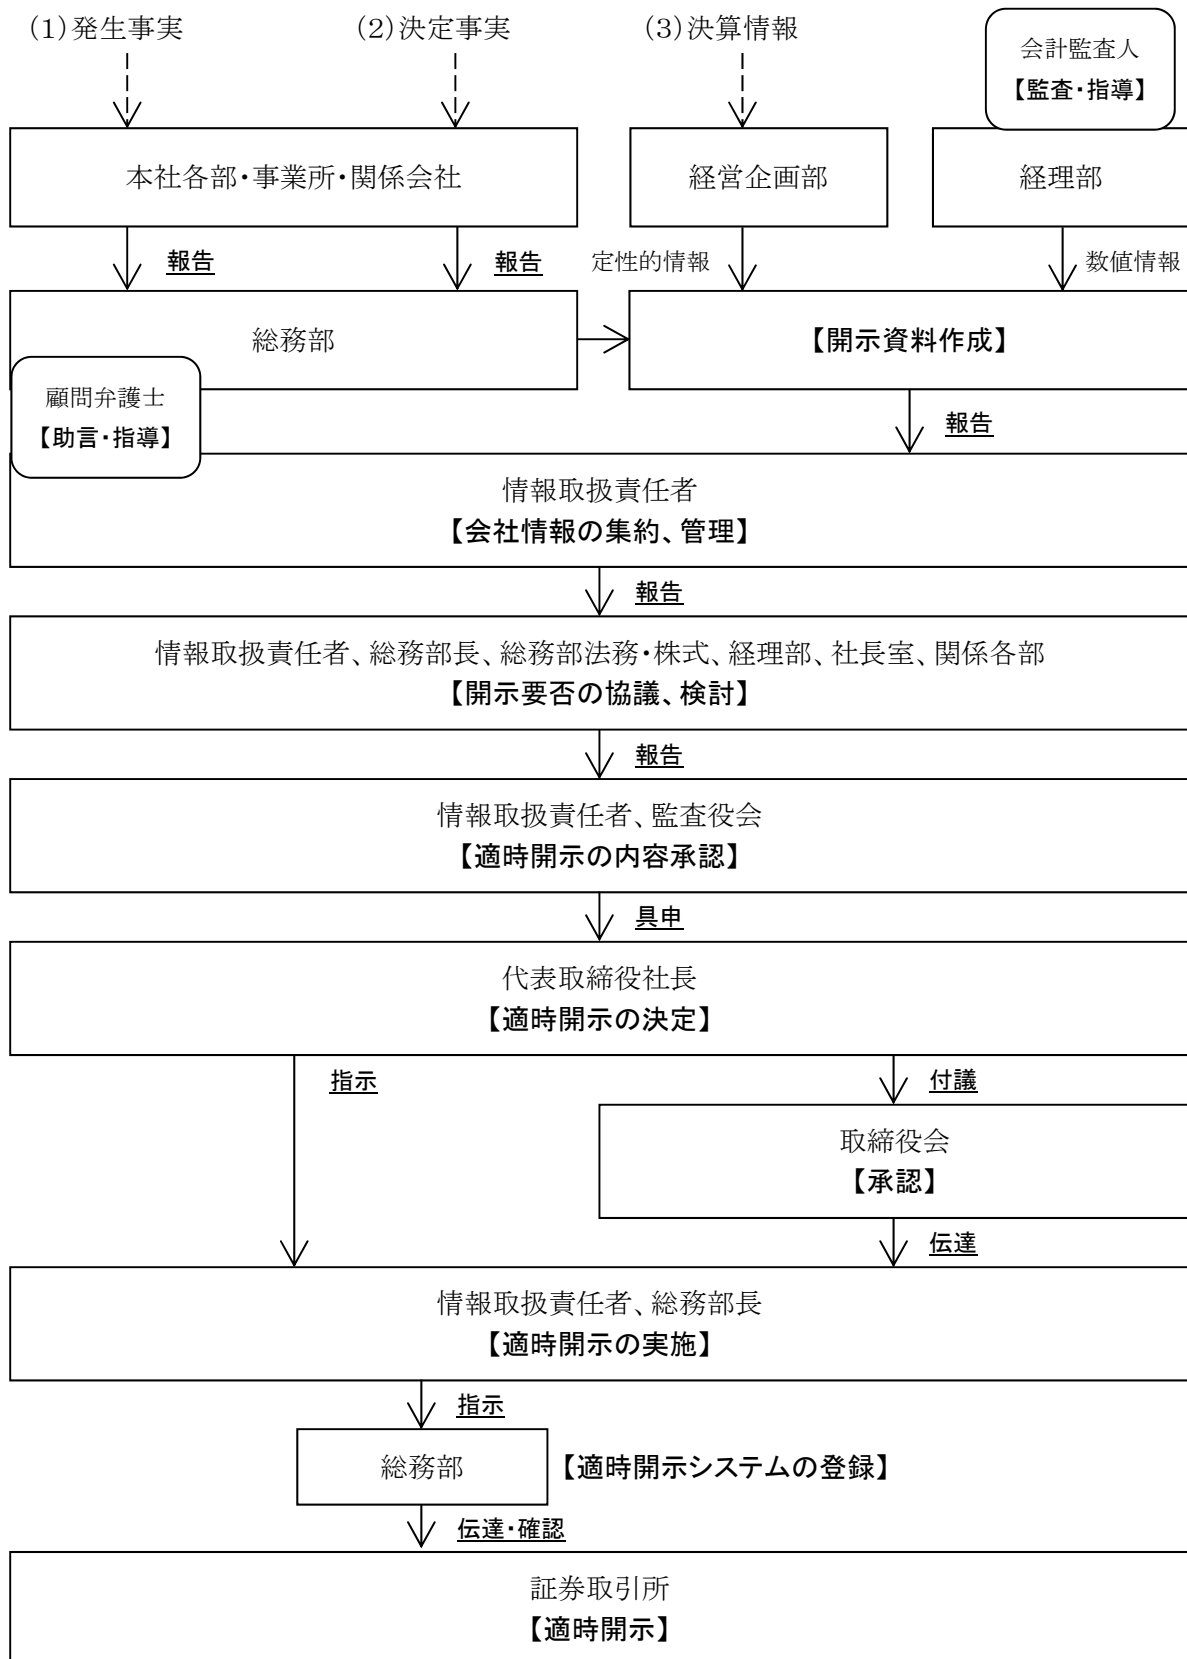 (1)発生事実
(2)決定事実
(3)決算情報
会計監査人
【監査・指導】
本社各部・事業所・関係会社
経営企画部
経理部
報告
報告
定性的情報
数値情報
総務部
【開示資料作成】
顧問弁護士
【助言・指導】
報告
情報取扱責任者
【会社情報の集約、管理】
報告
情報取扱責任者、総務部長、総務部法務・株式、経理部、社長室、関係各部
【開示要否の協議、検討】
報告
情報取扱責任者、監査役会
【適時開示の内容承認】
具申
代表取締役社長
【適時開示の決定】
指示
付議
取締役会
【承認】
伝達
情報取扱責任者、総務部長
【適時開示の実施】
指示
総務部
【適時開示システムの登録】
伝達・確認
証券取引所
【適時開示】